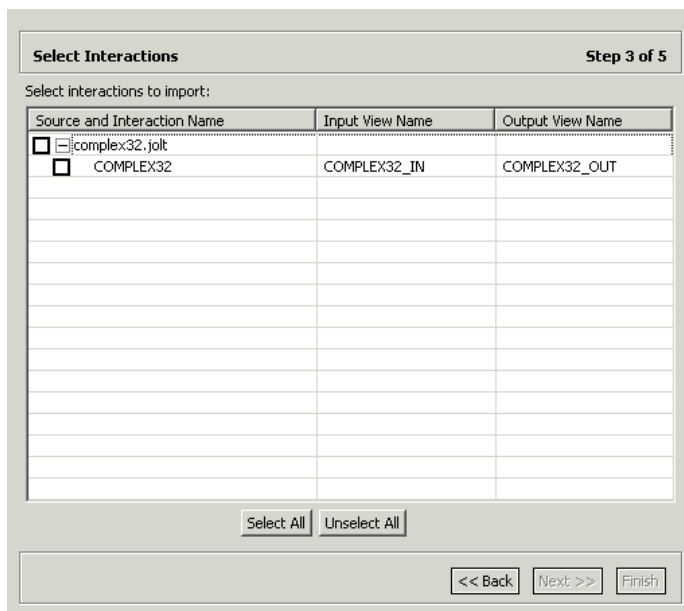 Select Interactions Step 3 of 5
Select interactions to import:
Source and Interaction Name Input View Name Output View Name
complex32.jolt
COMPLEX32 COMPLEX32_IN COMPLEX32_OUT
Select All Unselect All
<< Back Next >> Finish